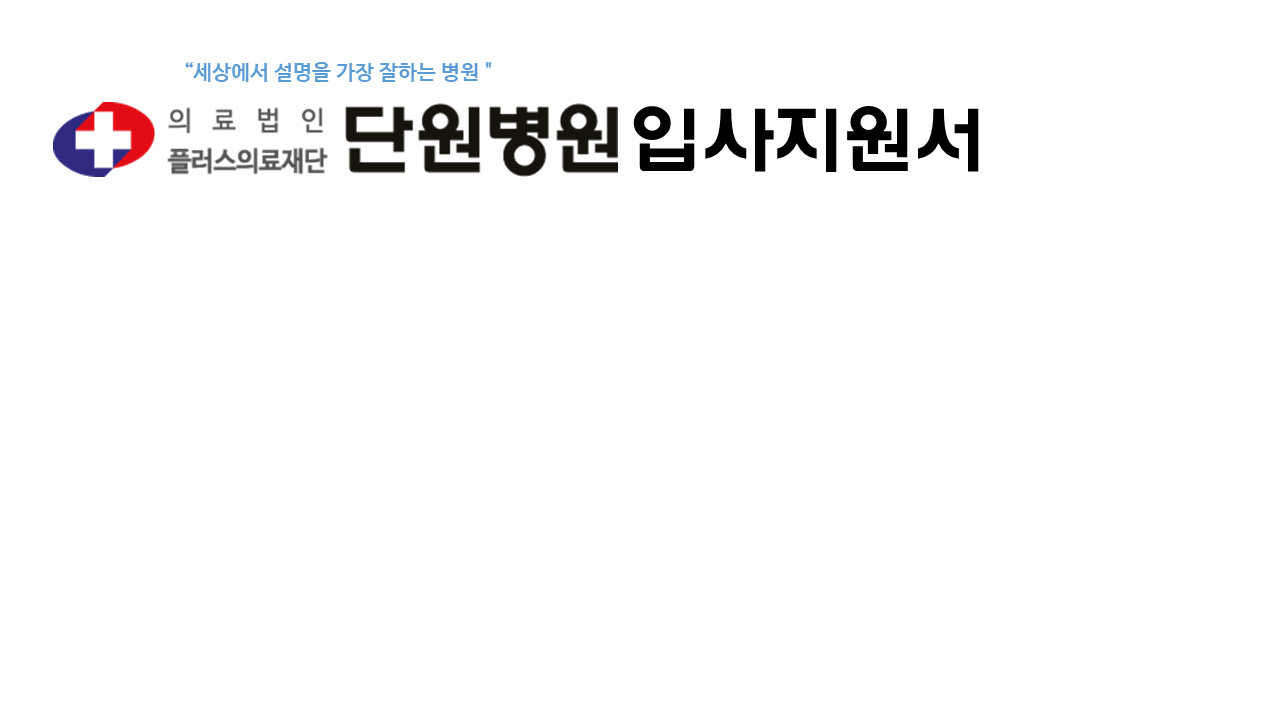 “세상에서 설명을 가장 잘하는 병원 "
의 료 법 인
플러스의료재단
단원병원 입사지원서